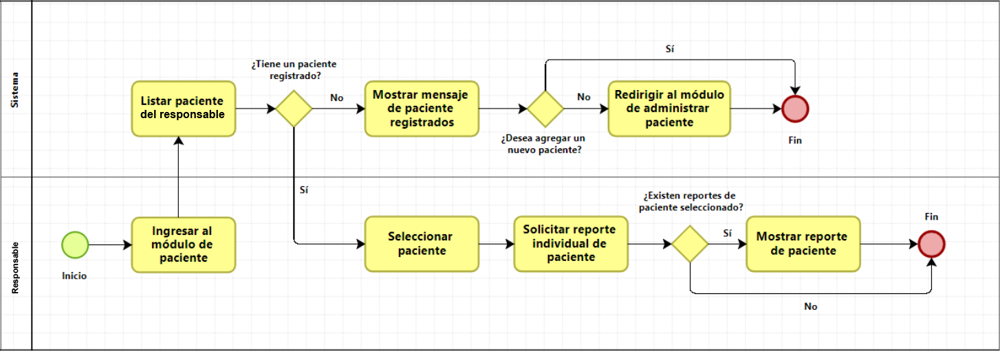 Sistema
¿Tiene un paciente
registrado?
Sí
Listar paciente
del responsable
No
Mostrar mensaje
de paciente
registrados
No
Redirigir al módulo
de administrar
paciente
¿Desea agregar un
nuevo paciente?
Fin
Responsable
Sí
¿Existen reportes de
paciente seleccionado?
Fin
Inicio
Ingresar al
módulo de
paciente
Seleccionar
paciente
Solicitar reporte
individual de
paciente
Sí
Mostrar reporte
de paciente
No